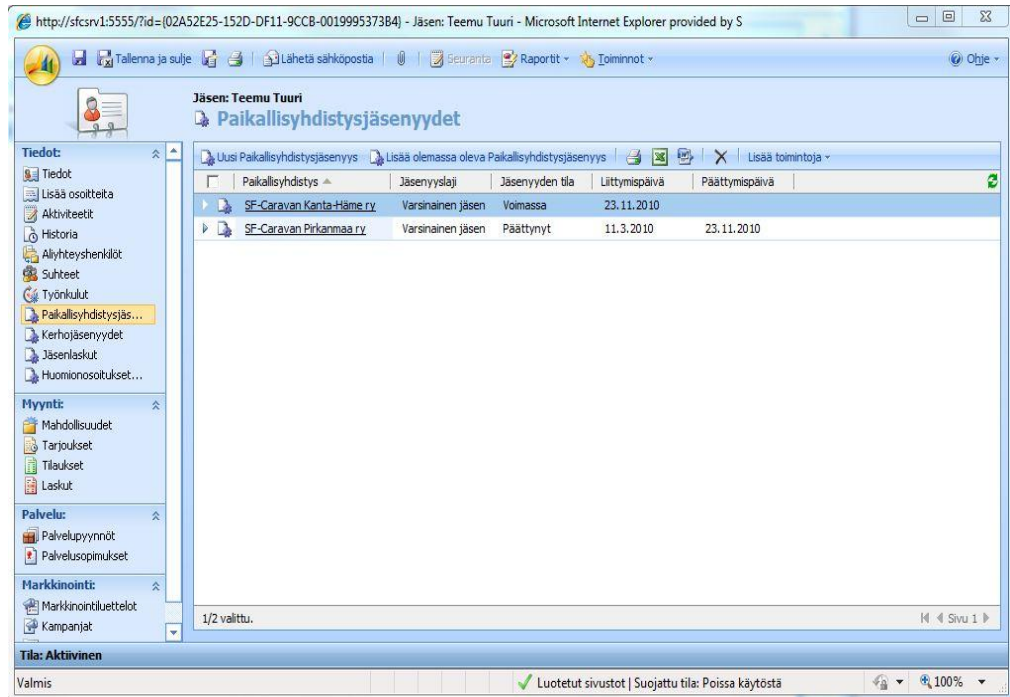 http://sfcsrv1:5555/?id={02A52E25-152D-DF11-9CCB-0019995373B4} - Jäsen: Teemu Tuuri - Microsoft Internet Explorer provided by S
Tallenna ja sulje Lähetä sähköpostia Seuranta Raportit Toiminnot Ohje
Jäsen: Teemu Tuuri
Paikallisyhdistysjäsenyydet
Tiedot:
Tiedot
Lisää osoitteita
Aktiviteetit
Historia
Aliyhteyshenkilöt
Suhteet
Työnkulut
Paikallisyhdistysjäs...
Kerhojäsenyydet
Jäsenlaskut
Huomionosoitukset...
Myynti:
Mahdollisuudet
Tarjoukset
Tilaukset
Laskut
Palvelu:
Palvelupyynnöt
Palvelusopimukset
Markkinointi:
Markkinointiluettelot
Kampanjat
Uusi Paikallisyhdistysjäsenyys Lisää olemassa oleva Paikallisyhdistysjäsenyys Lisää toimintoja
Paikallisyhdistys Jäsenyyslaji Jäsenyyden tila Liittymispäivä Päättymispäivä
SF-Caravan Kanta-Häme ry Varsinainen jäsen Voimassa 23.11.2010
SF-Caravan Pirkanmaa ry Varsinainen jäsen Päättynyt 11.3.2010 23.11.2010
1/2 valittu. Sivu 1
Tila: Aktiivinen
Valmis Luotetut sivustot | Suojattu tila: Poissa käytöstä 100%